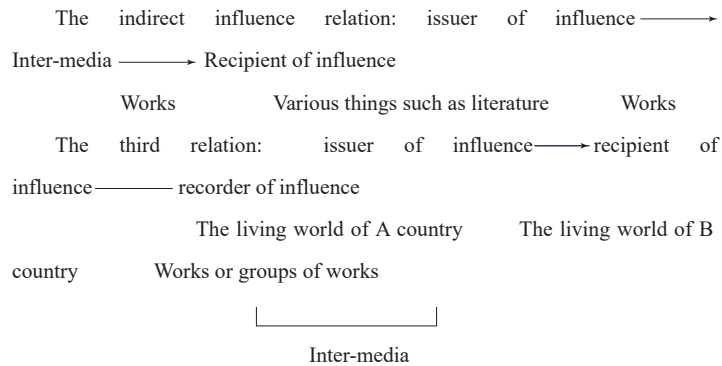 The indirect influence relation: issuer of influence
Inter-media Recipient of influence
Works Various things such as literature Works
The third relation: issuer of influence recipient of
influence recorder of influence
The living world of A country The living world of B
country Works or groups of works
Inter-media